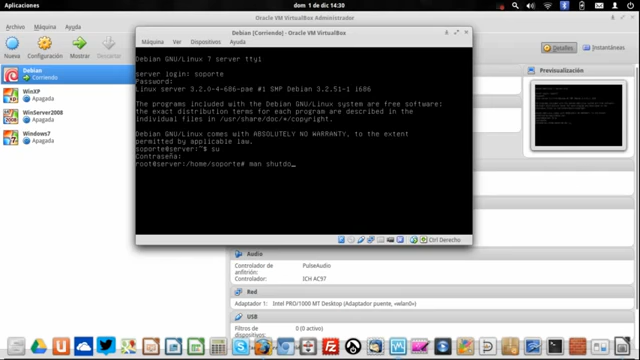 Aplicaciones
dom 1 de dic 14:30
Oracle VM VirtualBox Administrador
Archivo Máquina Ayuda
Nueva Configuración Mostrar Descartar
Detalles Instantáneas
Debian
Corriendo
WinXP
Apagada
WinServer2008
Apagada
Windows7
Apagada
Debian [Corriendo] - Oracle VM VirtualBox
Máquina Ver Dispositivos Ayuda
Debian GNU/Linux 7 server tty1
server login: soporte
Password:
Linux server 3.2.0-4-686-pae #1 SMP Debian 3.2.51-1 i686
The programs included with the Debian GNU/Linux system are free software;
the exact distribution terms for each program are described in the
individual files in /usr/share/doc/*/copyright.
Debian GNU/Linux comes with ABSOLUTELY NO WARRANTY, to the extent
permitted by applicable law.
soporte@server:~$ su
Contraseña:
root@server:/home/soporte# man shutdo_
Ctrl Derecho
Previsualización
Audio
Controlador de anfitrión: PulseAudio
Controlador: ICH AC97
Red
Adaptador 1: Intel PRO/1000 MT Desktop (Adaptador puente, «wlan0»)
USB
Filtros de dispositivo: 0 (0 activo)